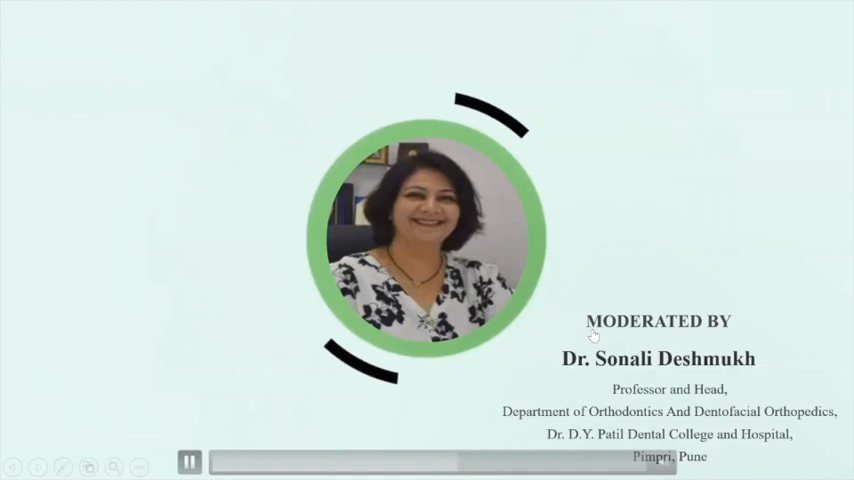 MODERATED BY
Dr. Sonali Deshmukh
Professor and Head,
Department of Orthodontics And Dentofacial Orthopedics,
Dr. D.Y. Patil Dental College and Hospital,
Pimpri, Pune